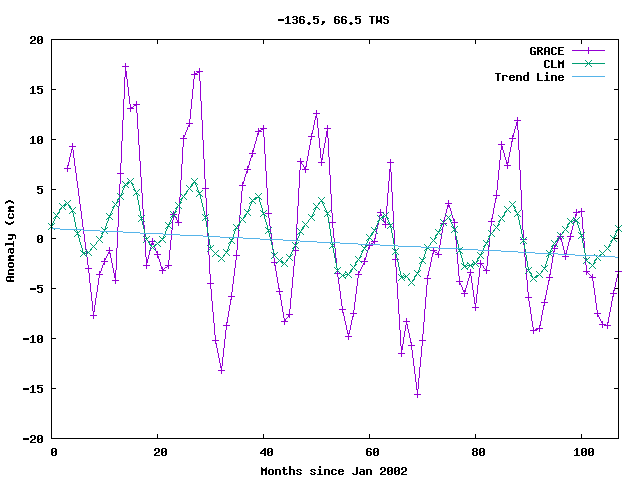 -136.5, 66.5 TWS
GRACE
CLM
Trend Line
20
15
10
5
0
-5
-10
-15
-20
Anomaly (cm)
0 20 40 60 80 100
Months since Jan 2002